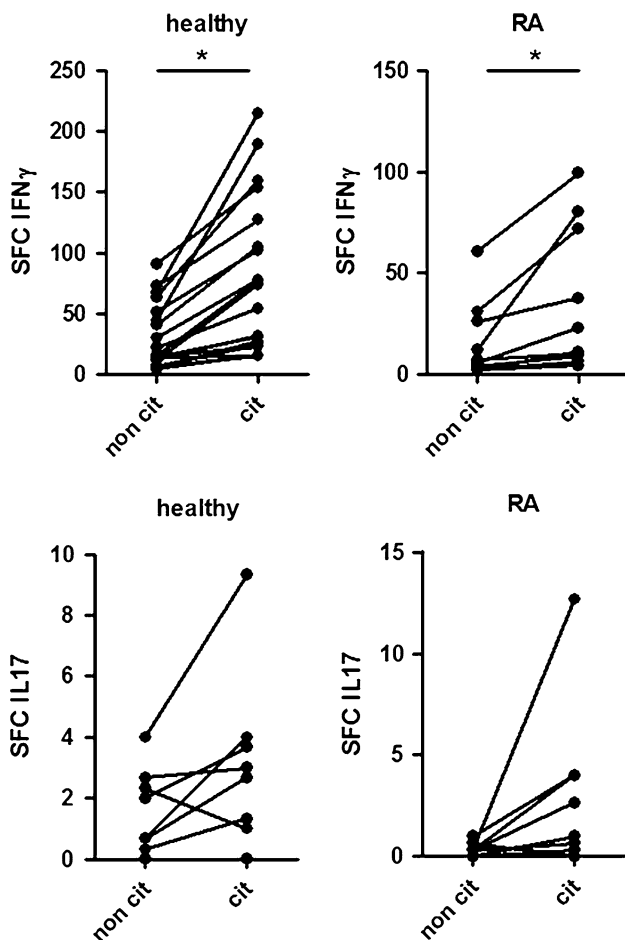 healthy
*
250
200
150
100
50
0
SFC IFNγ
non cit
cit
RA
*
150
100
50
0
SFC IFNγ
non cit
cit
healthy
10
8
6
4
2
0
SFC IL17
non cit
cit
RA
15
10
5
0
SFC IL17
non cit
cit